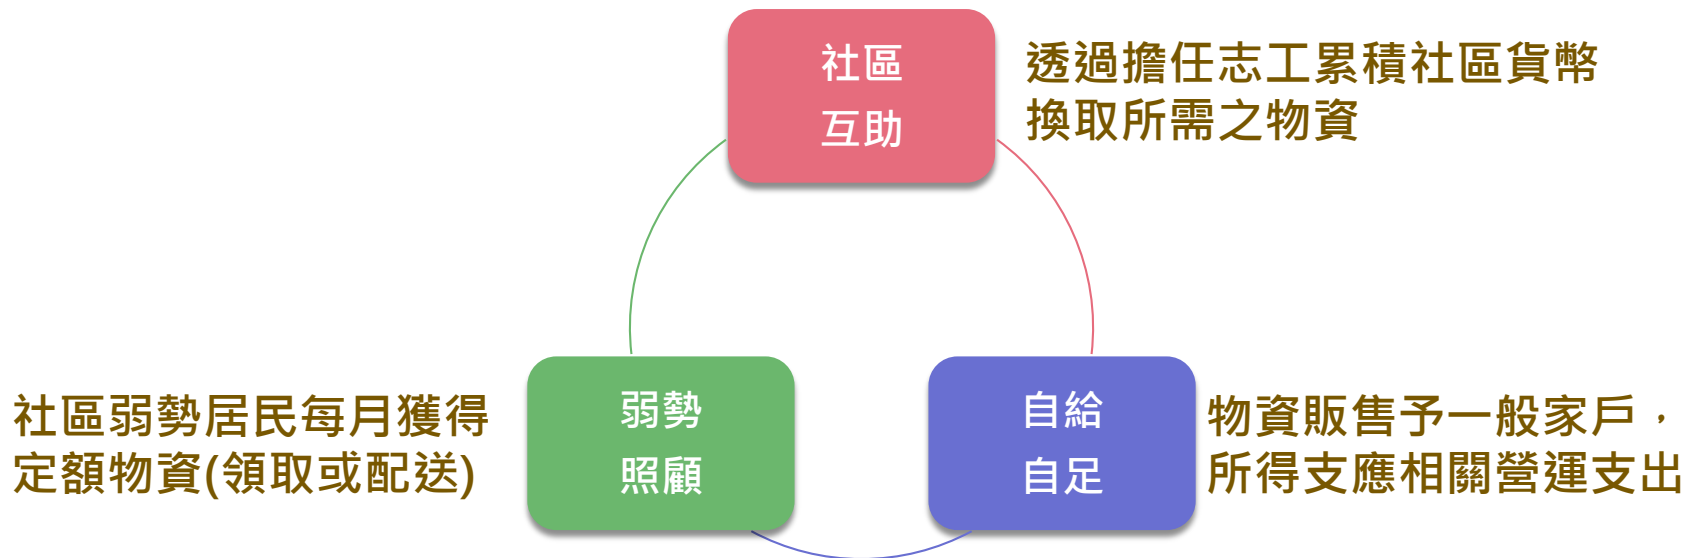 社區
互助
透過擔任志工累積社區貨幣
換取所需之物資
社區弱勢居民每月獲得
定額物資(領取或配送)
弱勢
照顧
自給
自足
物資販售予一般家戶，
所得支應相關營運支出